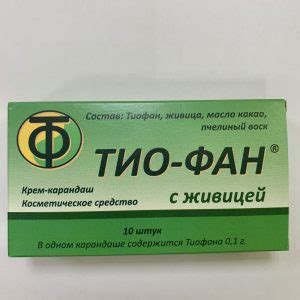 Состав: Тиофан, живица, масло какао,
пчелиный воск
ТИО-ФАН®
Крем-карандаш
Косметическое средство
с живицей
10 штук
В одном карандаше содержится Тиофана 0,1 г.